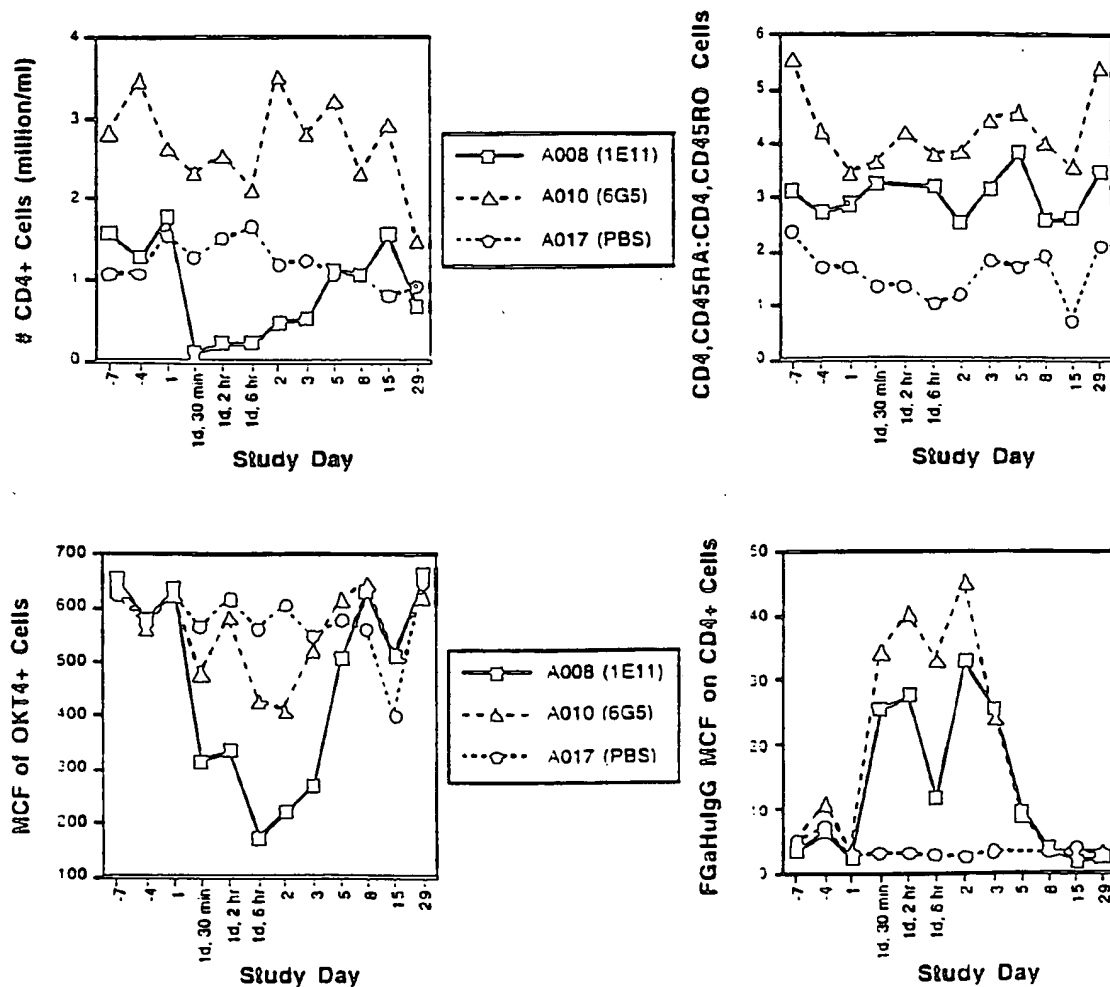 # CD4+ Cells (million/ml)
4
3
2
1
0
-7
-4
1
1d, 30 min
1d, 2 hr
1d, 6 hr
2
3
5
8
15
29
Study Day
A008 (1E11)
A010 (6G5)
A017 (PBS)
CD4,CD45RA:CD4,CD45RO Cells
6
5
4
3
2
1
0
-7
-4
1
1d, 30 min
1d, 2 hr
1d, 6 hr
2
3
5
8
15
29
Study Day
MCF of OKT4+ Cells
700
600
500
400
300
200
100
-7
-4
1
1d, 30 min
1d, 2 hr
1d, 6 hr
2
3
5
8
15
29
Study Day
A008 (1E11)
A010 (6G5)
A017 (PBS)
FGaHuIgG MCF on CD4+ Cells
50
40
30
20
10
0
-7
-4
1
1d, 30 min
1d, 2 hr
1d, 6 hr
2
3
5
8
15
29
Study Day